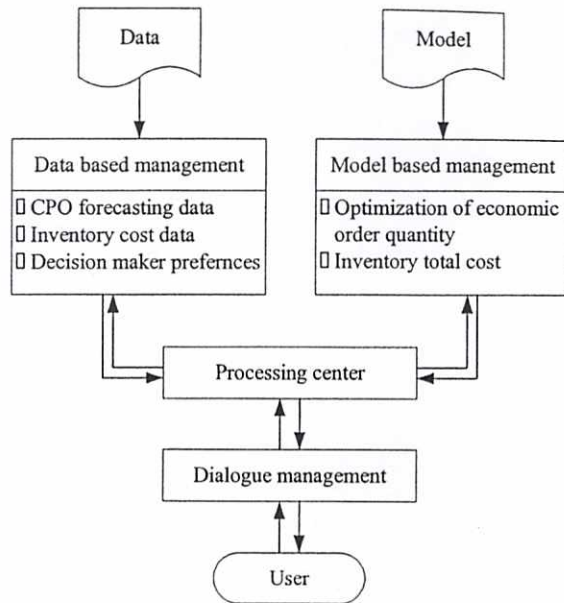 Data
Model
Data based management
▯ CPO forecasting data
▯ Inventory cost data
▯ Decision maker prefernces
Model based management
▯ Optimization of economic
order quantity
▯ Inventory total cost
Processing center
Dialogue management
User